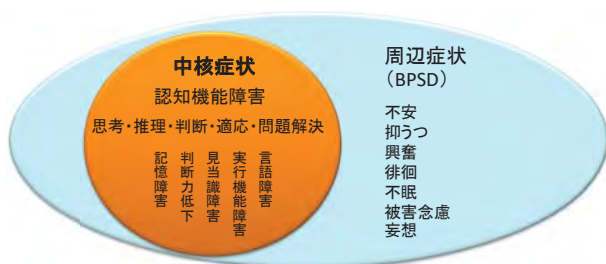 中核症状
認知機能障害
思考・推理・判断・適応・問題解決
記憶障害
判断力低下
見当識障害
実行機能障害
言語障害
周辺症状
（BPSD）
不安
抑うつ
興奮
徘徊
不眠
被害念慮
妄想